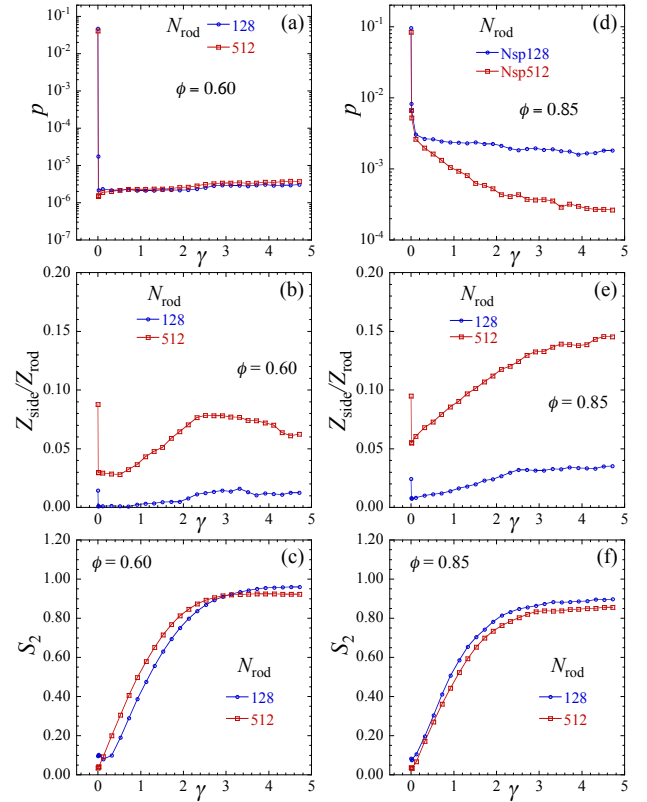 N_rod (a)
128
512
ϕ = 0.60
p
10⁻¹
10⁻²
10⁻³
10⁻⁴
10⁻⁵
10⁻⁶
10⁻⁷
0 1 2 3 4 5
γ
N_rod (d)
Nsp128
Nsp512
ϕ = 0.85
p
10⁻¹
10⁻²
10⁻³
10⁻⁴
0 1 2 3 4 5
γ
N_rod (b)
128
512
ϕ = 0.60
Z_side/Z_rod
0.20
0.15
0.10
0.05
0.00
0 1 2 3 4 5
γ
N_rod (e)
128
512
ϕ = 0.85
Z_side/Z_rod
0.20
0.15
0.10
0.05
0.00
0 1 2 3 4 5
γ
ϕ = 0.60 (c)
N_rod
128
512
S₂
1.00
0.80
0.60
0.40
0.20
0.00
0 1 2 3 4 5
γ
ϕ = 0.85 (f)
N_rod
128
512
S₂
1.00
0.80
0.60
0.40
0.20
0.00
0 1 2 3 4 5
γ